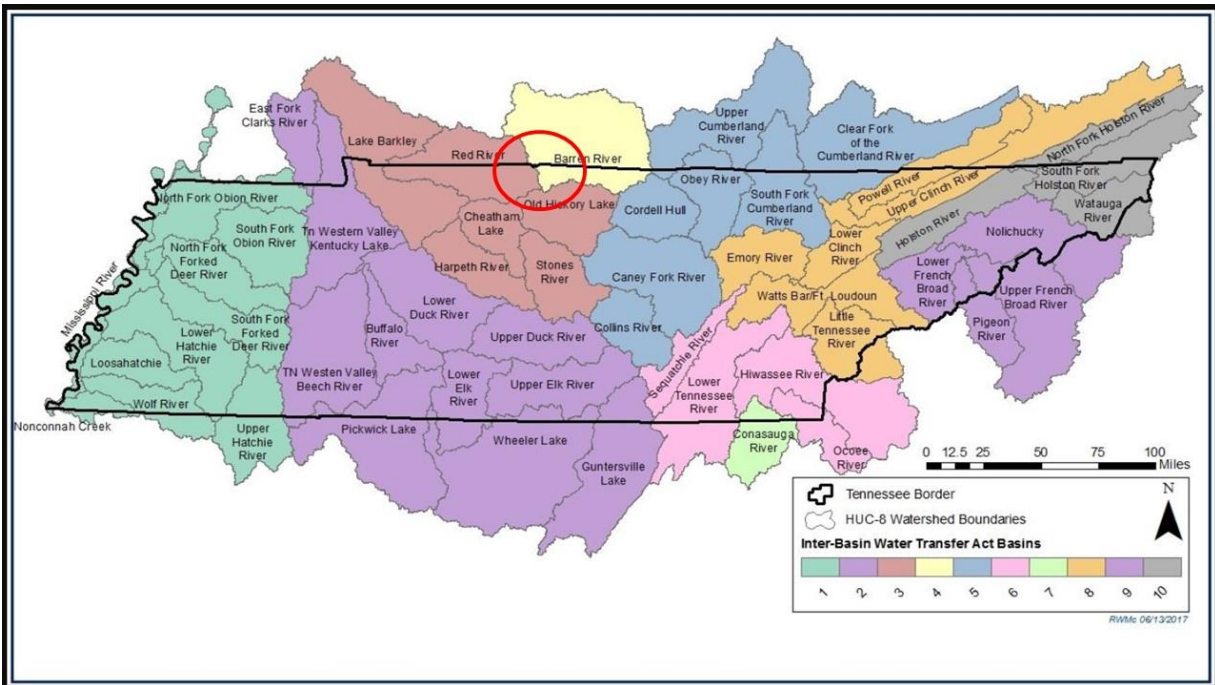 East Fork
Clarks River
Lake Barkley
Red River
Barren River
Upper
Cumberland
River
Clear Fork
of the
Cumberland River
North Fork Holston River
Powell River
Upper Clinch River
South Fork
Holston River
Watauga
River
Holston River
North Fork Obion River
South Fork
Obion River
North Fork
Forked
Deer River
Mississippi River
Tn Western Valley
Kentucky Lake
Cheatham
Lake
Old Hickory Lake
Harpeth River
Stones
River
Cordell Hull
Obey River
South Fork
Cumberland
River
Caney Fork River
Collins River
Emory River
Lower
Clinch
River
Nolichucky
Lower
French
Broad
River
Upper French
Broad River
Pigeon
River
Watts Bar/Ft. Loudoun
Little
Tennessee
River
Loosahatchie
Lower
Hatchie
River
South Fork
Forked
Deer River
Wolf River
Nonconnah Creek
Upper
Hatchie
River
TN Westen Valley
Beech River
Buffalo
River
Lower
Duck River
Upper Duck River
Lower
Elk
River
Upper Elk River
Pickwick Lake
Wheeler Lake
Guntersville
Lake
Sequatchie River
Lower
Tennessee
River
Hiwassee River
Conasauga
River
Ocoee
River
0 12.5 25 50 75 100
Miles
Tennessee Border
HUC-8 Watershed Boundaries
N
Inter-Basin Water Transfer Act Basins
1 2 3 4 5 6 7 8 9 10
RWMc 06/13/2017